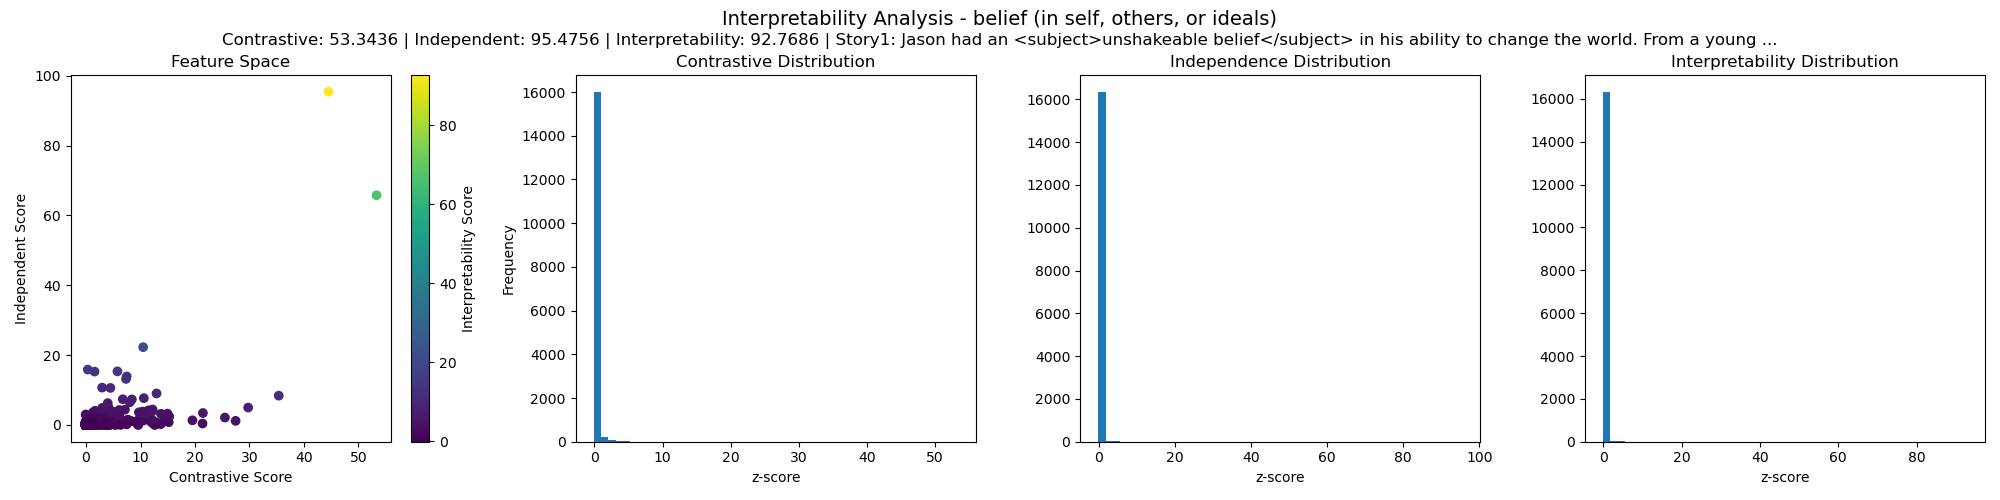 Interpretability Analysis - belief (in self, others, or ideals)
Contrastive: 53.3436 | Independent: 95.4756 | Interpretability: 92.7686 | Story1: Jason had an <subject>unshakeable belief</subject> in his ability to change the world. From a young ...
Feature Space
100
80
60
40
20
0
0 10 20 30 40 50
Independent Score
Contrastive Score
80
60
40
20
0
Interpretability Score
Contrastive Distribution
16000
14000
12000
10000
8000
6000
4000
2000
0
0 10 20 30 40 50
Frequency
z-score
Independence Distribution
16000
14000
12000
10000
8000
6000
4000
2000
0
0 20 40 60 80 100
z-score
Interpretability Distribution
16000
14000
12000
10000
8000
6000
4000
2000
0
0 20 40 60 80
z-score